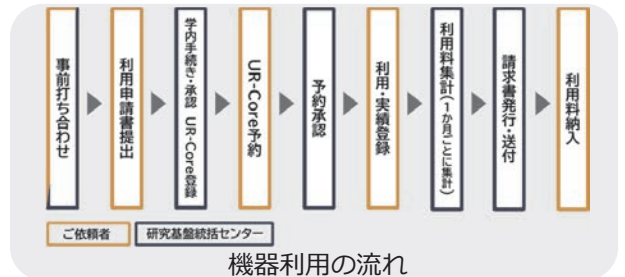 事前打ち合わせ
利用申請書提出
学内手続き・承認 UR-Core登録
UR-Core予約
予約承認
利用・実績登録
利用料集計(1か月ごとに集計)
請求書発行・送付
利用料納入
ご依頼者
研究基盤統括センター
機器利用の流れ